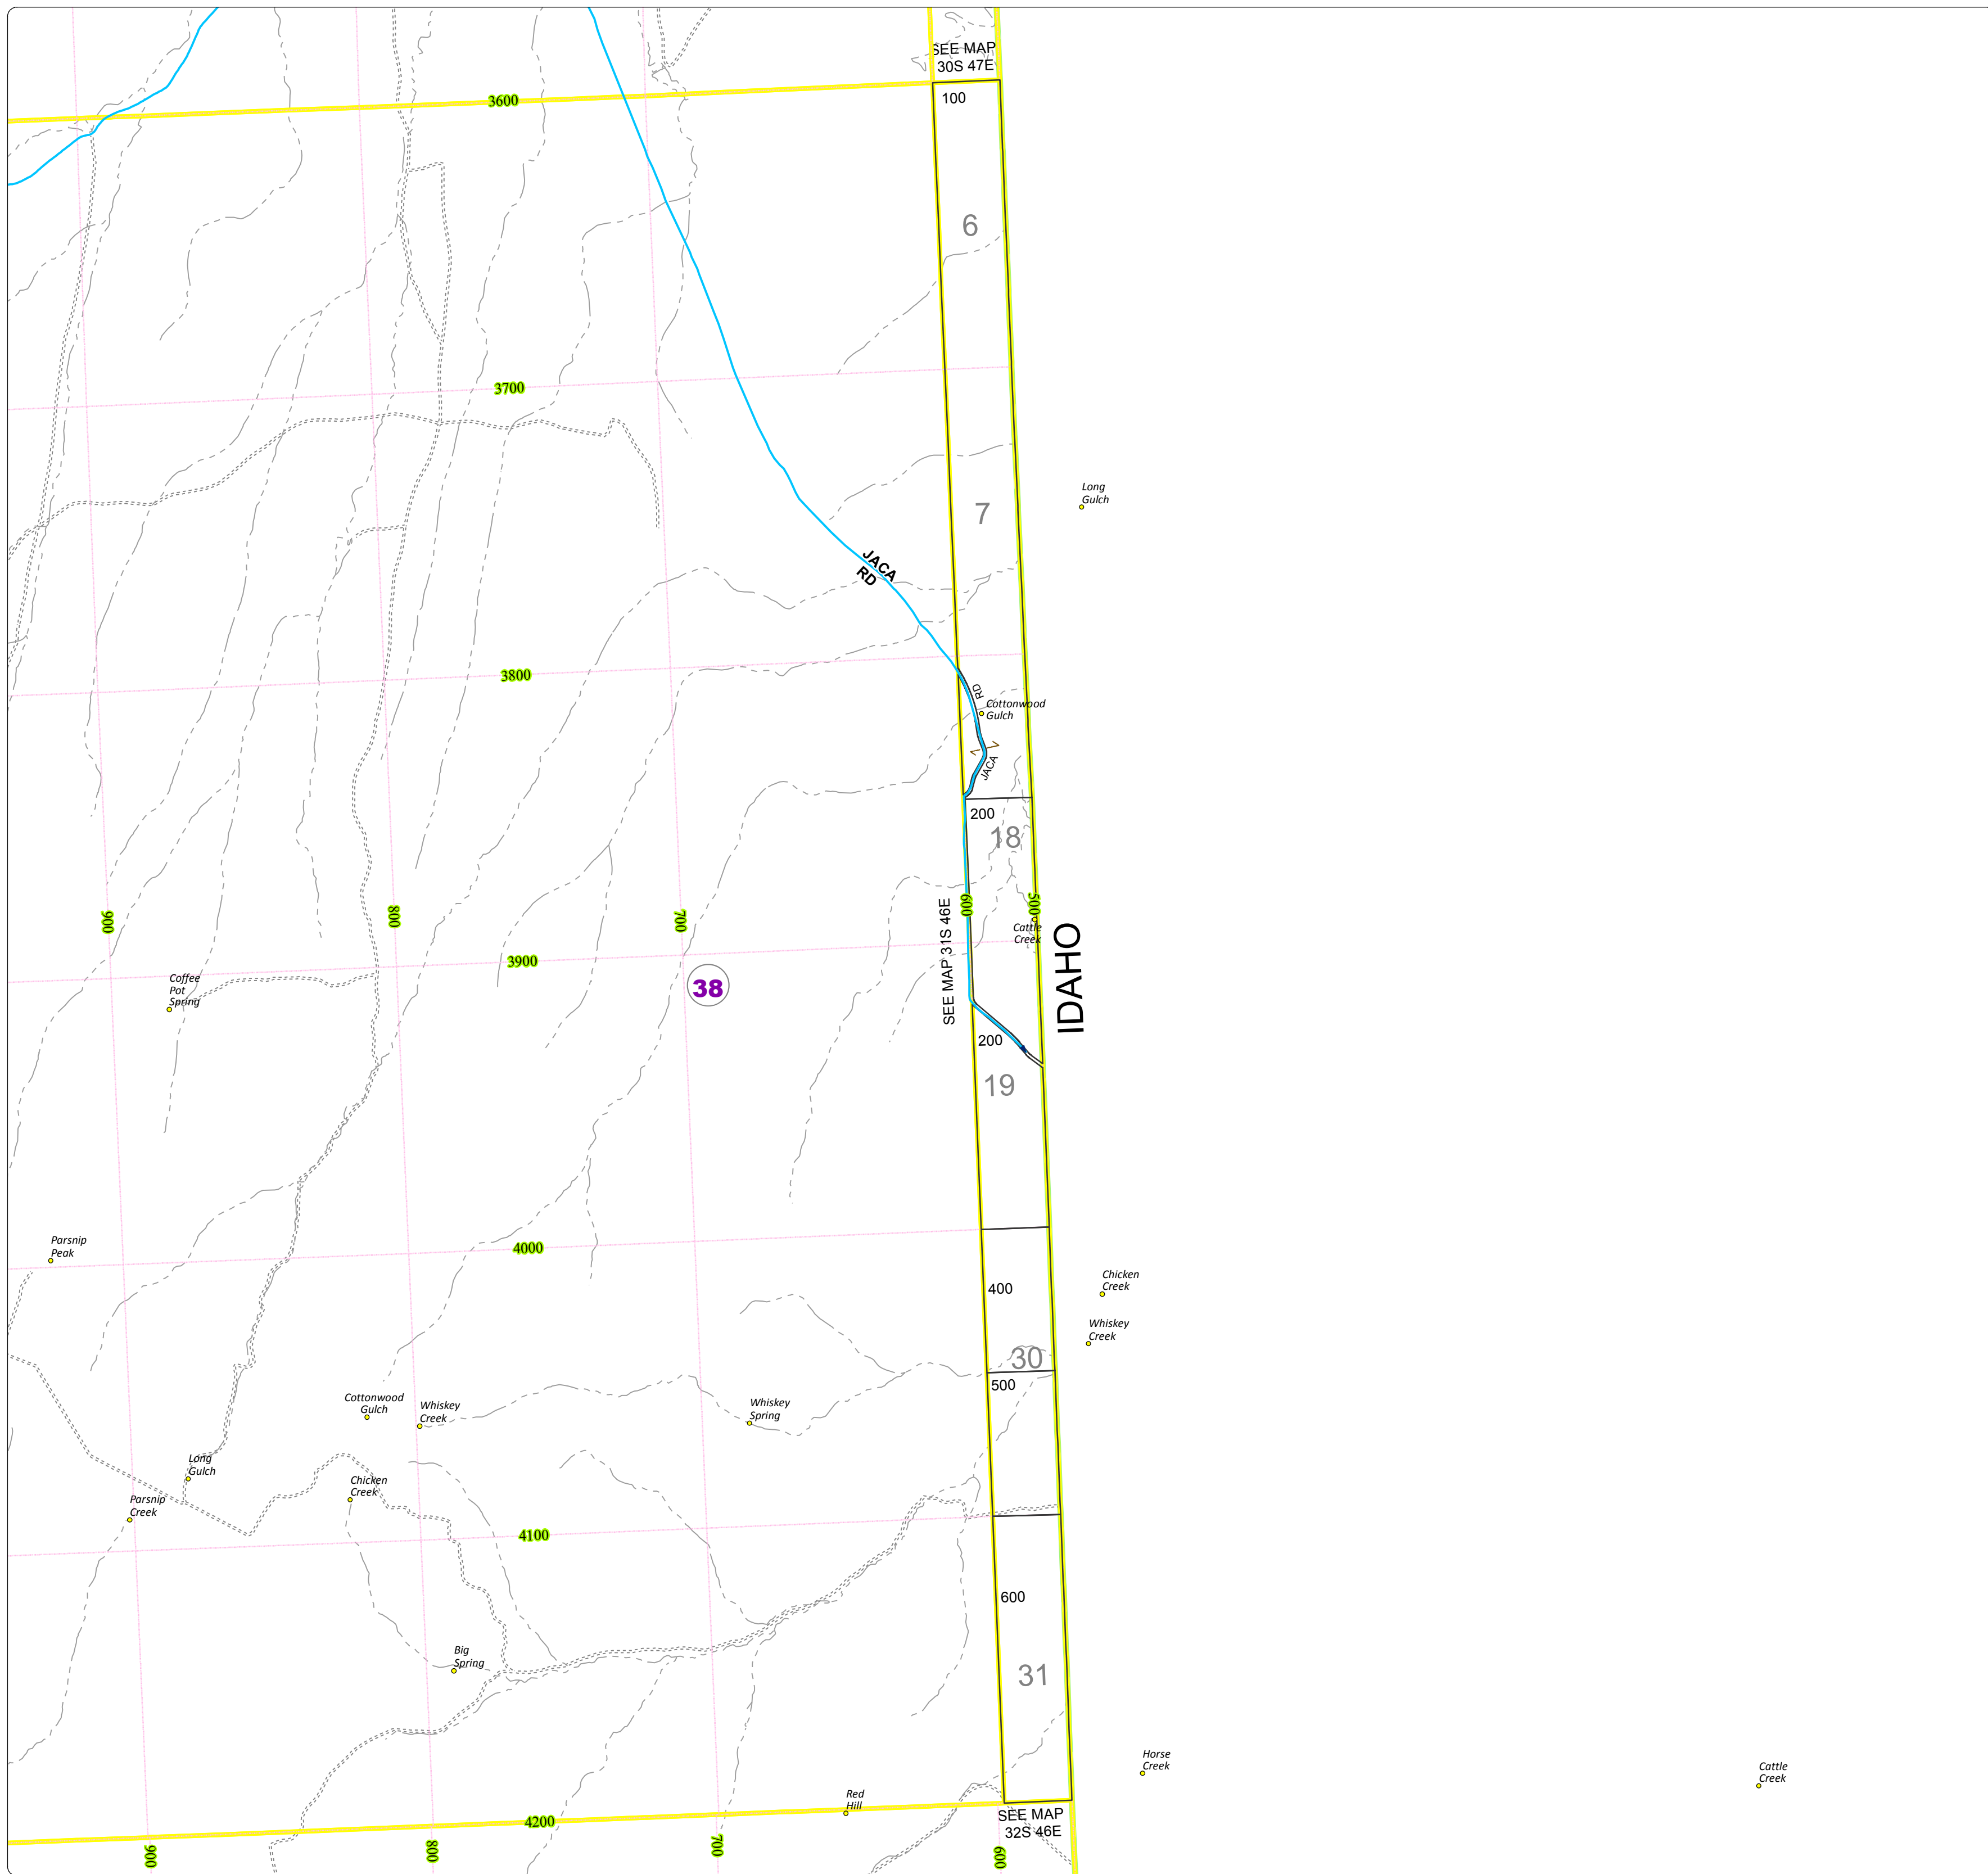 SEE MAP
30S 47E
100
3600
6
3700
Long
Gulch
7
JACA
RD
3800
RD
Cottonwood
Gulch
JACA
200
18
900
800
700
600
500
SEE MAP 31S 46E
Cattle
Creek
IDAHO
3900
38
Coffee
Pot
Spring
200
19
Parsnip
Peak
4000
400
Chicken
Creek
Whiskey
Creek
30
500
Cottonwood
Gulch
Whiskey
Creek
Whiskey
Spring
Long
Gulch
Chicken
Creek
Parsnip
Creek
4100
600
Big
Spring
31
Horse
Creek
Cattle
Creek
Red
Hill
SEE MAP
32S 46E
4200
900
800
700
600